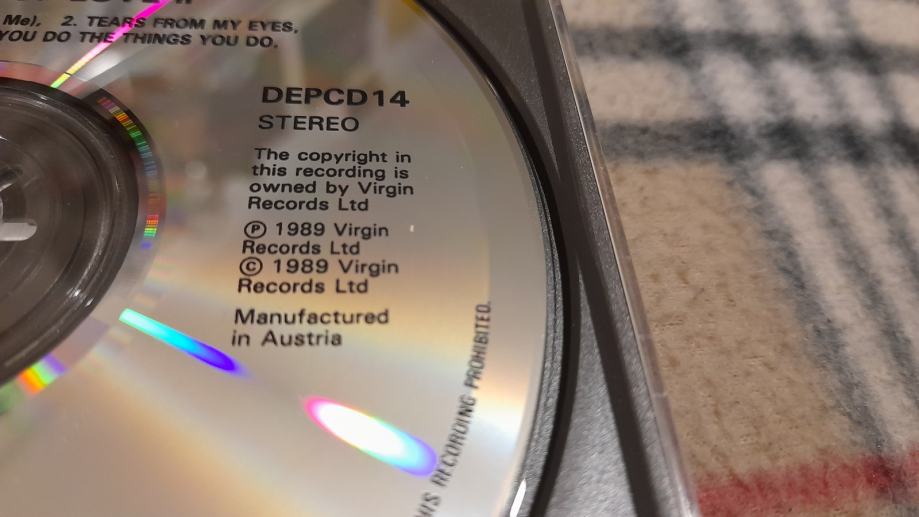 Me), 2. TEARS FROM MY EYES,
YOU DO THE THINGS YOU DO.
DEPCD14
STEREO
The copyright in
this recording is
owned by Virgin
Records Ltd
Ⓟ 1989 Virgin
Records Ltd
© 1989 Virgin
Records Ltd
Manufactured
in Austria
THIS RECORDING PROHIBITED.